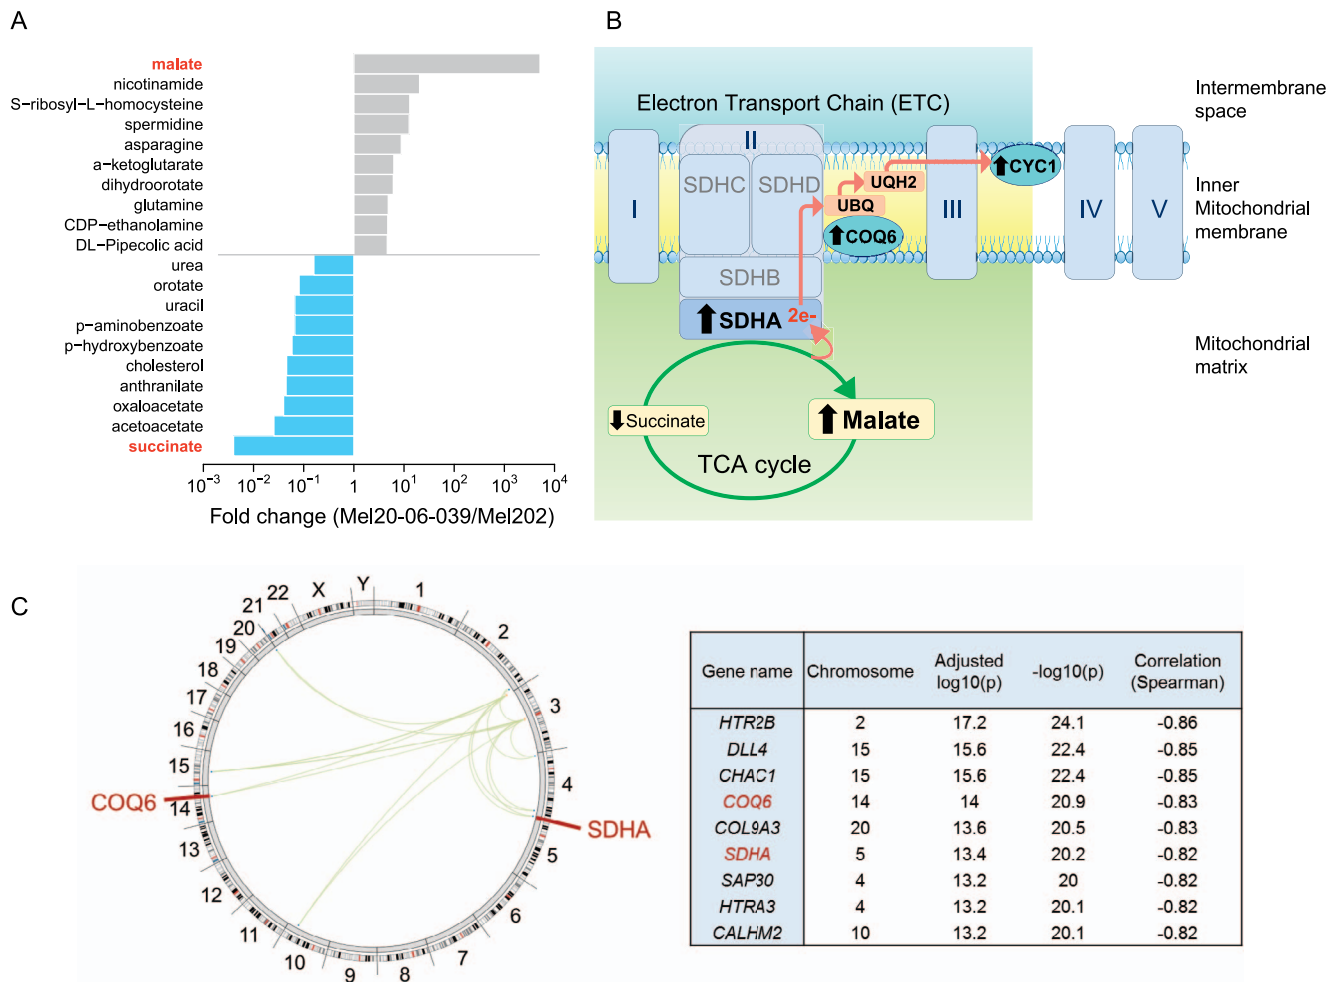 A
malate
nicotinamide
S-ribosyl-L-homocysteine
spermidine
asparagine
a-ketoglutarate
dihydroorotate
glutamine
CDP-ethanolamine
DL-Pipecolic acid
urea
orotate
uracil
p-aminobenzoate
p-hydroxybenzoate
cholesterol
anthranilate
oxaloacetate
acetoacetate
succinate
10⁻³ 10⁻² 10⁻¹ 1 10¹ 10² 10³ 10⁴
Fold change (Mel20-06-039/Mel202)
B
Electron Transport Chain (ETC)
Intermembrane
space
Inner
Mitochondrial
membrane
Mitochondrial
matrix
I
II
SDHC
SDHD
SDHB
SDHA
2e-
UBQ
UQH2
COQ6
III
CYC1
IV
V
Succinate
Malate
TCA cycle
C
1
2
3
4
5
6
7
8
9
10
11
12
13
14
15
16
17
18
19
20
21
22
X
Y
COQ6
SDHA
Gene name Chromosome Adjusted log10(p) -log10(p) Correlation (Spearman)
HTR2B 2 17.2 24.1 -0.86
DLL4 15 15.6 22.4 -0.85
CHAC1 15 15.6 22.4 -0.85
COQ6 14 14 20.9 -0.83
COL9A3 20 13.6 20.5 -0.83
SDHA 5 13.4 20.2 -0.82
SAP30 4 13.2 20 -0.82
HTRA3 4 13.2 20.1 -0.82
CALHM2 10 13.2 20.1 -0.82